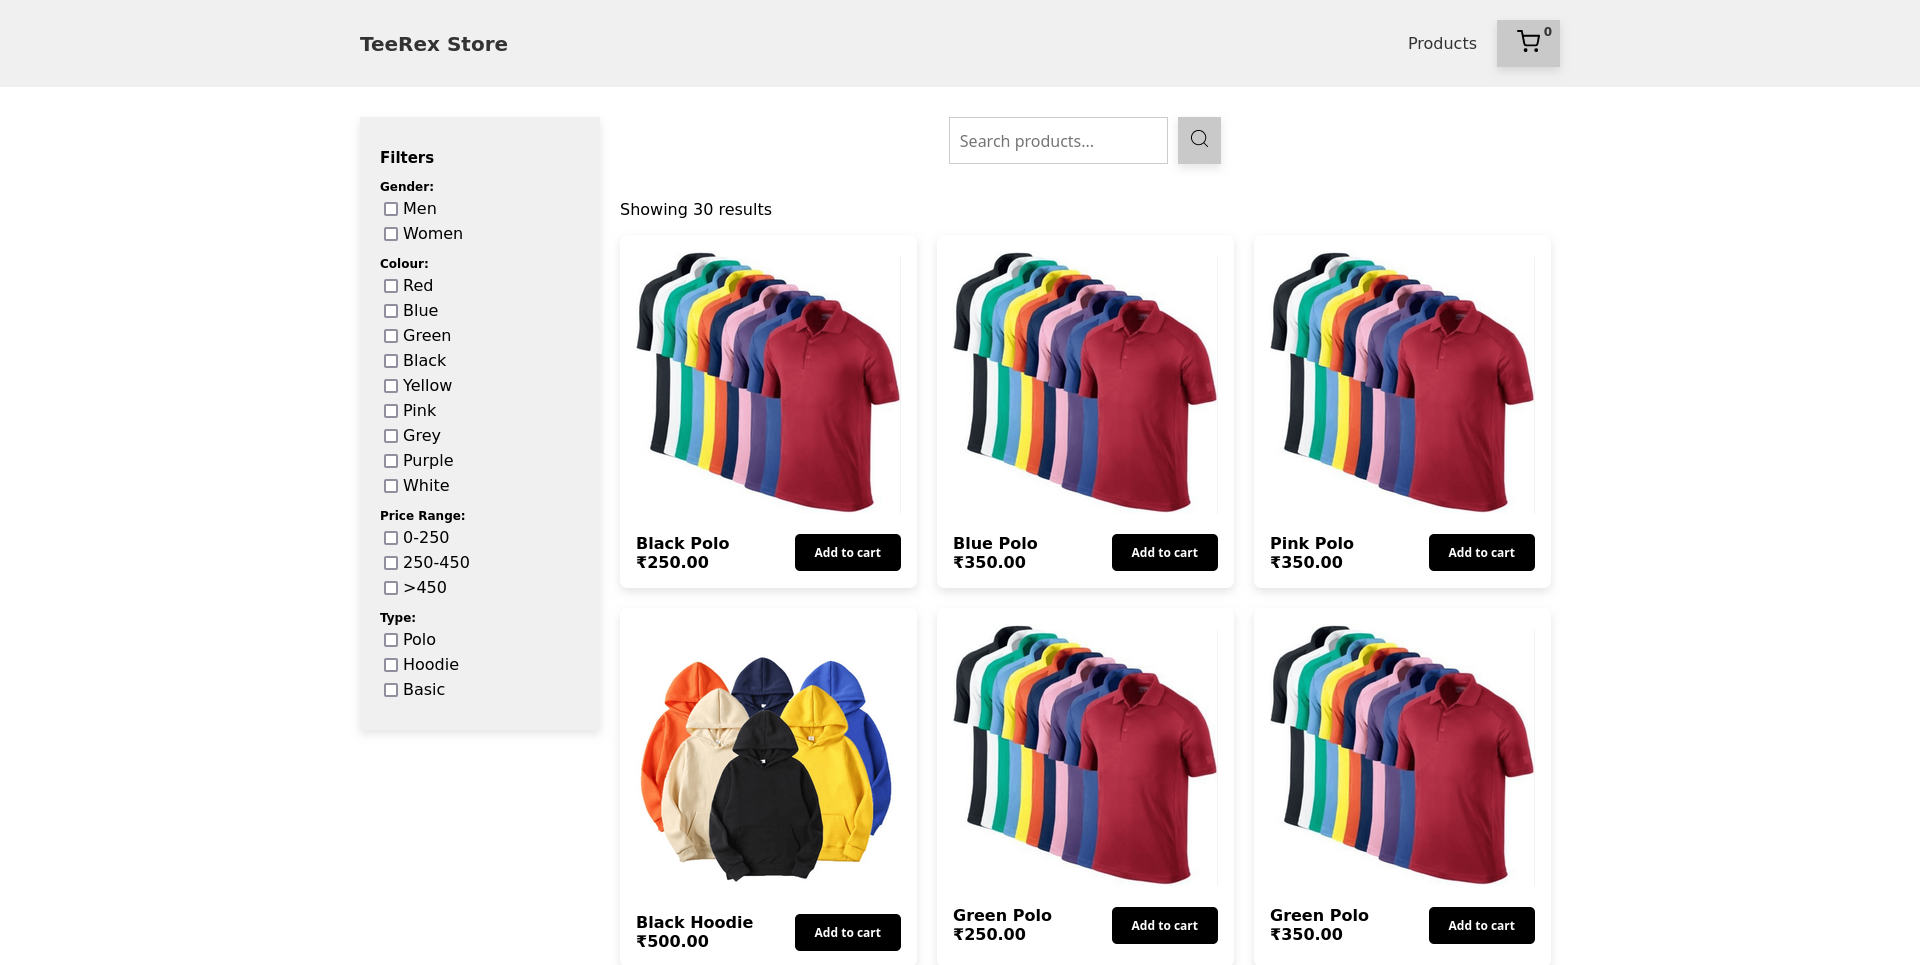 TeeRex Store
Products
0
Filters
Gender:
Men
Women
Colour:
Red
Blue
Green
Black
Yellow
Pink
Grey
Purple
White
Price Range:
0-250
250-450
>450
Type:
Polo
Hoodie
Basic
Search products...
Showing 30 results
Black Polo
₹250.00
Add to cart
Blue Polo
₹350.00
Add to cart
Pink Polo
₹350.00
Add to cart
Black Hoodie
₹500.00
Add to cart
Green Polo
₹250.00
Add to cart
Green Polo
₹350.00
Add to cart